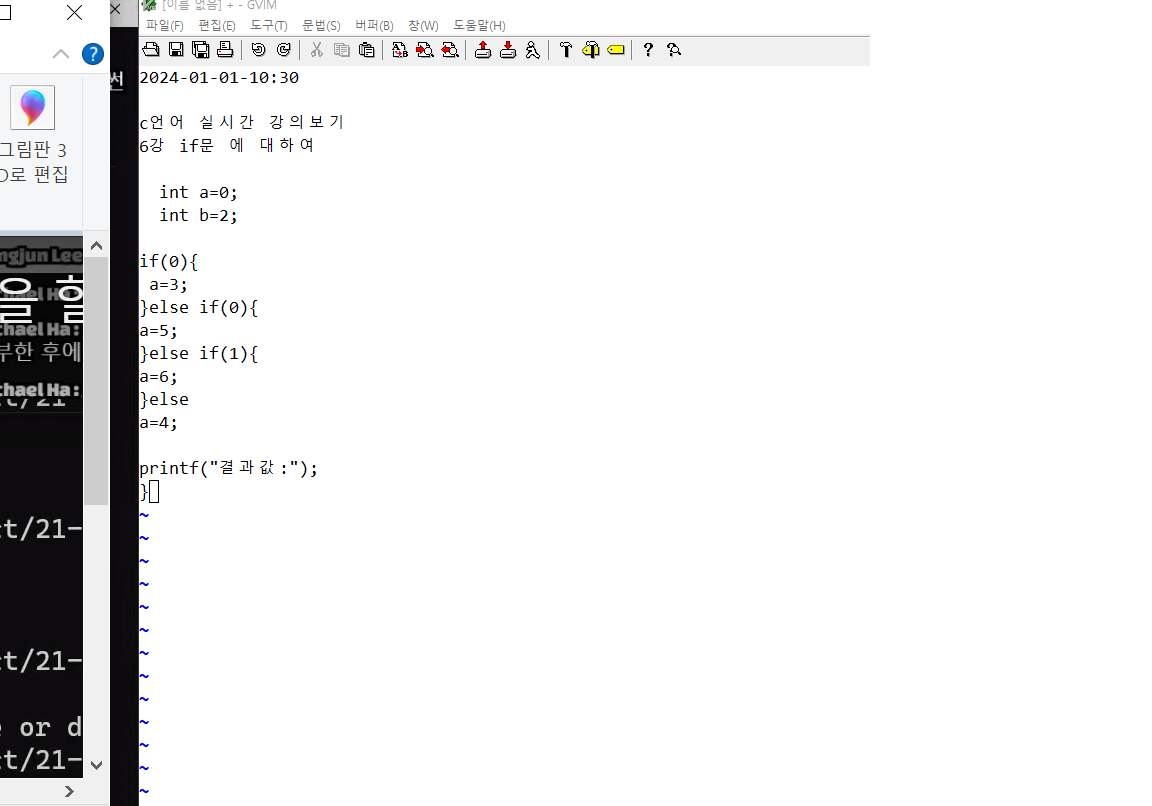 [이름 없음] + - GVIM
파일(F) 편집(E) 도구(T) 문법(S) 버퍼(B) 창(W) 도움말(H)
썬
그림판 3
D로 편집
ngjun Lee
을 할
chael Ha:
부한 후에
chael Ha:
ct/21-
ct/21-
or d
ct/21-
2024-01-01-10:30
c언어 실시간 강의보기
6강 if문 에 대하여
int a=0;
int b=2;
if(0){
a=3;
}else if(0){
a=5;
}else if(1){
a=6;
}else
a=4;
printf("결과값:");
}
~
~
~
~
~
~
~
~
~
~
~
~
~